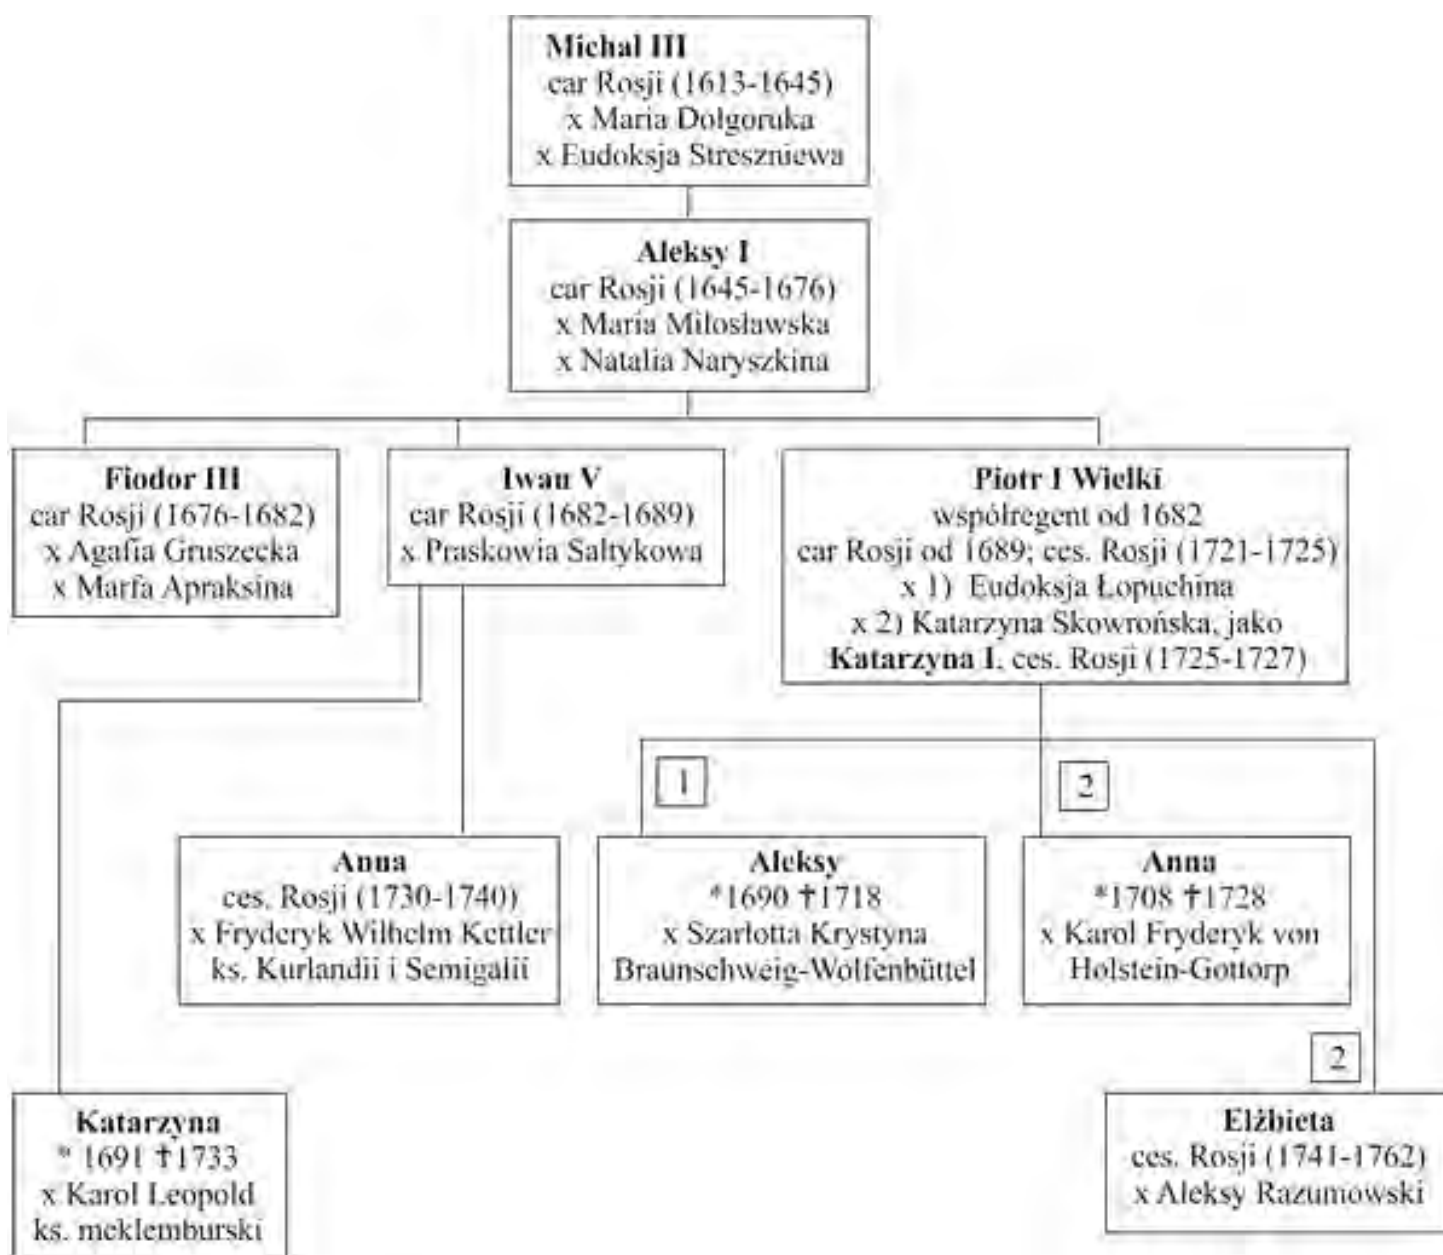 Michał III
car Rosji (1613-1645)
x Maria Dołgoruka
x Eudoksja Streszniewa
Aleksy I
car Rosji (1645-1676)
x Maria Miłosławska
x Natalia Naryszkina
Fiodor III
car Rosji (1676-1682)
x Agafia Gruszecka
x Marfa Apraksina
Iwan V
car Rosji (1682-1689)
x Praskowia Sałtykowa
Piotr I Wielki
współregent od 1682
car Rosji od 1689; ces. Rosji (1721-1725)
x 1) Eudoksja Łopuchina
x 2) Katarzyna Skowrońska, jako
Katarzyna I, ces. Rosji (1725-1727)
1
2
Anna
ces. Rosji (1730-1740)
x Fryderyk Wilhelm Kettler
ks. Kurlandii i Semigalii
Aleksy
*1690 ✝1718
x Szarlotta Krystyna
Braunschweig-Wolfenbüttel
Anna
*1708 ✝1728
x Karol Fryderyk von
Holstein-Gottorp
2
Katarzyna
* 1691 ✝1733
x Karol Leopold
ks. meklemburski
Elżbieta
ces. Rosji (1741-1762)
x Aleksy Razumowski